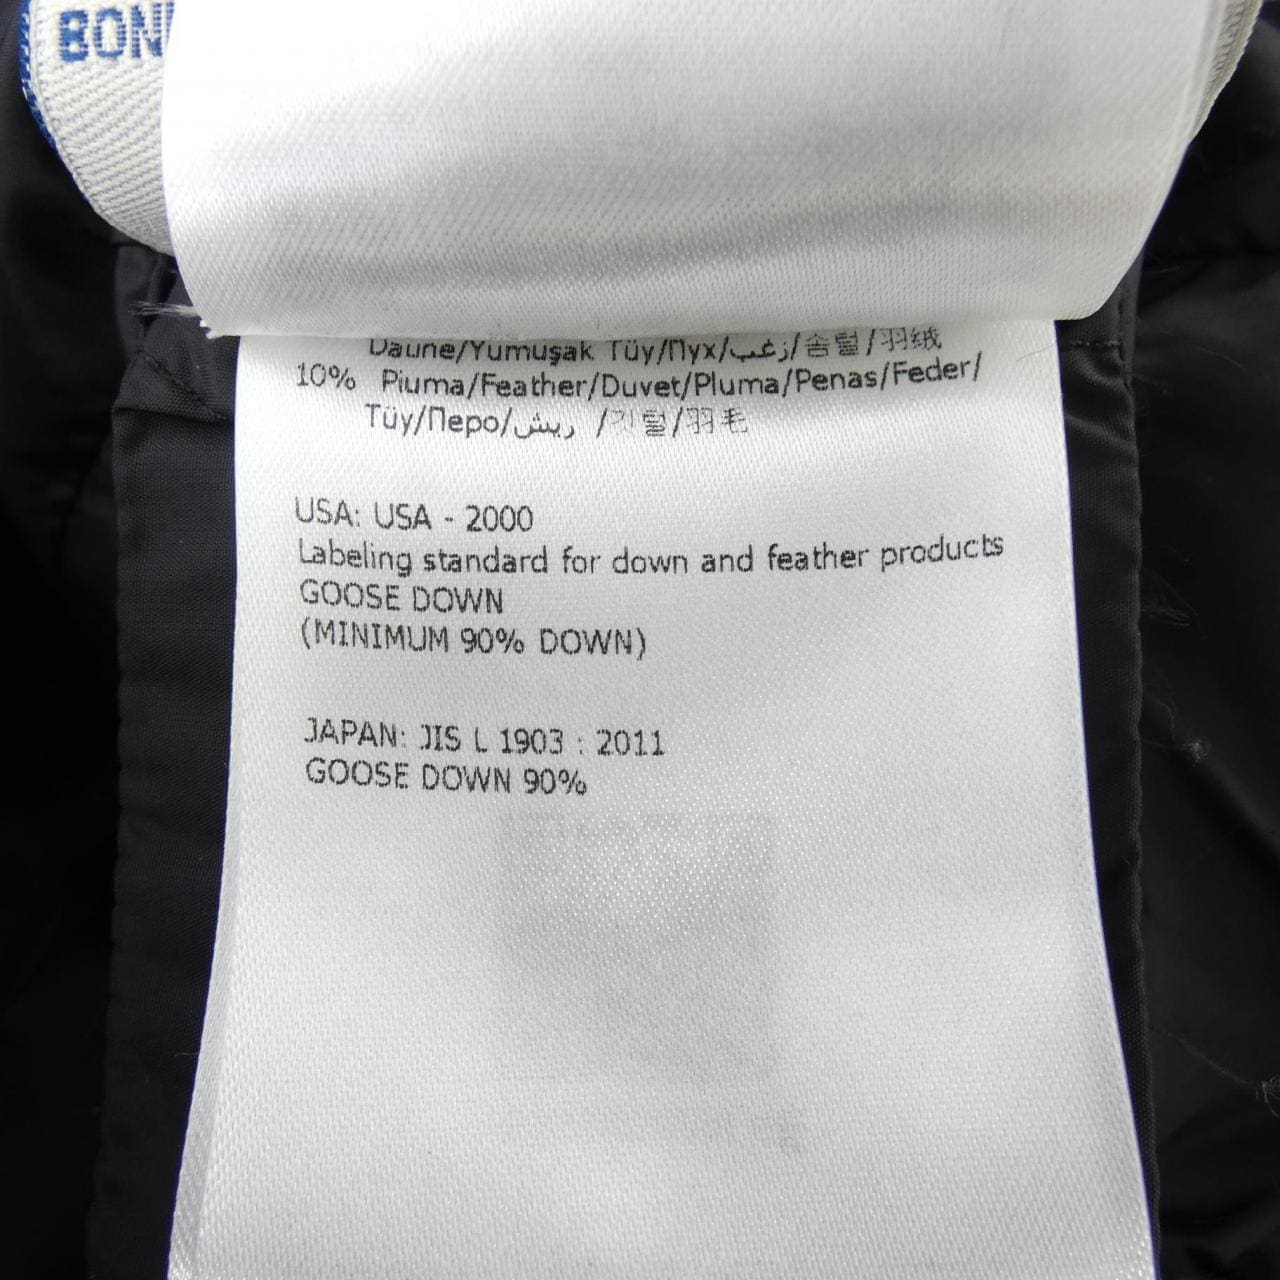 BON
Daune/Yumuşak Tüy/Пух/زغب/솜털/羽绒
10% Piuma/Feather/Duvet/Pluma/Penas/Feder/
Tüy/Перо/ريش /깃털/羽毛
USA: USA - 2000
Labeling standard for down and feather products
GOOSE DOWN
(MINIMUM 90% DOWN)
JAPAN: JIS L 1903 : 2011
GOOSE DOWN 90%